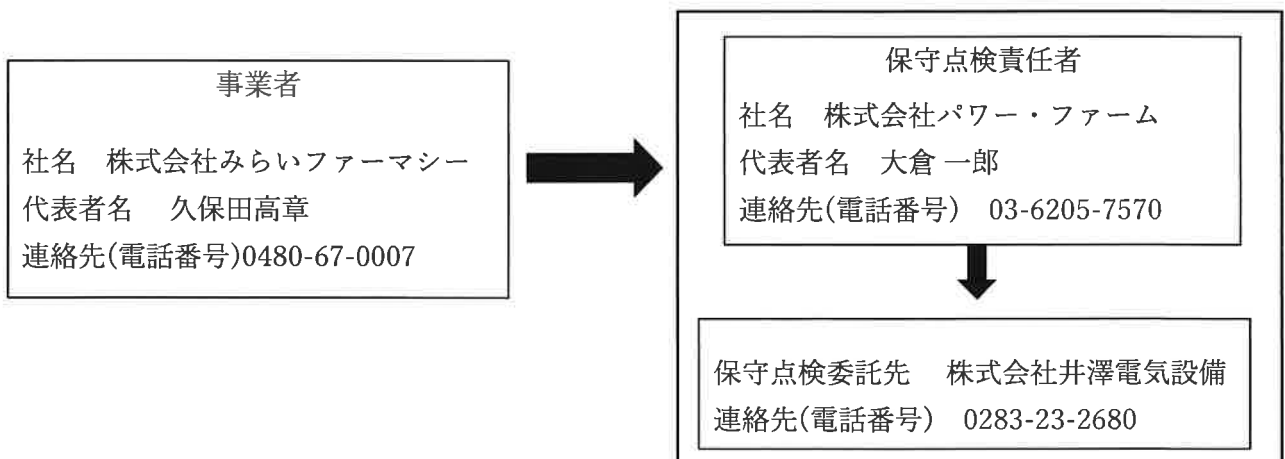 事業者
社名　株式会社みらいファーマシー
代表者名　久保田高章
連絡先(電話番号)0480-67-0007
保守点検責任者
社名　株式会社パワー・ファーム
代表者名　大倉 一郎
連絡先(電話番号)　03-6205-7570
保守点検委託先　株式会社井澤電気設備
連絡先(電話番号)　0283-23-2680